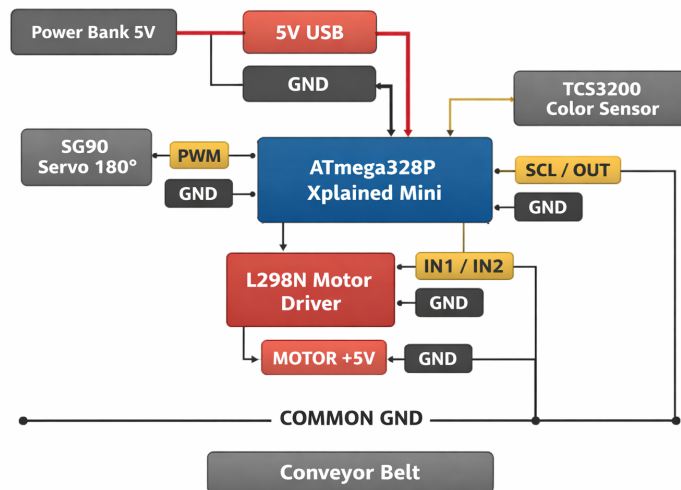 Power Bank 5V
5V USB
GND
TCS3200
Color Sensor
SG90
Servo 180°
PWM
GND
ATmega328P
Xplained Mini
SCL / OUT
GND
L298N Motor
Driver
IN1 / IN2
GND
MOTOR +5V
GND
COMMON GND
Conveyor Belt